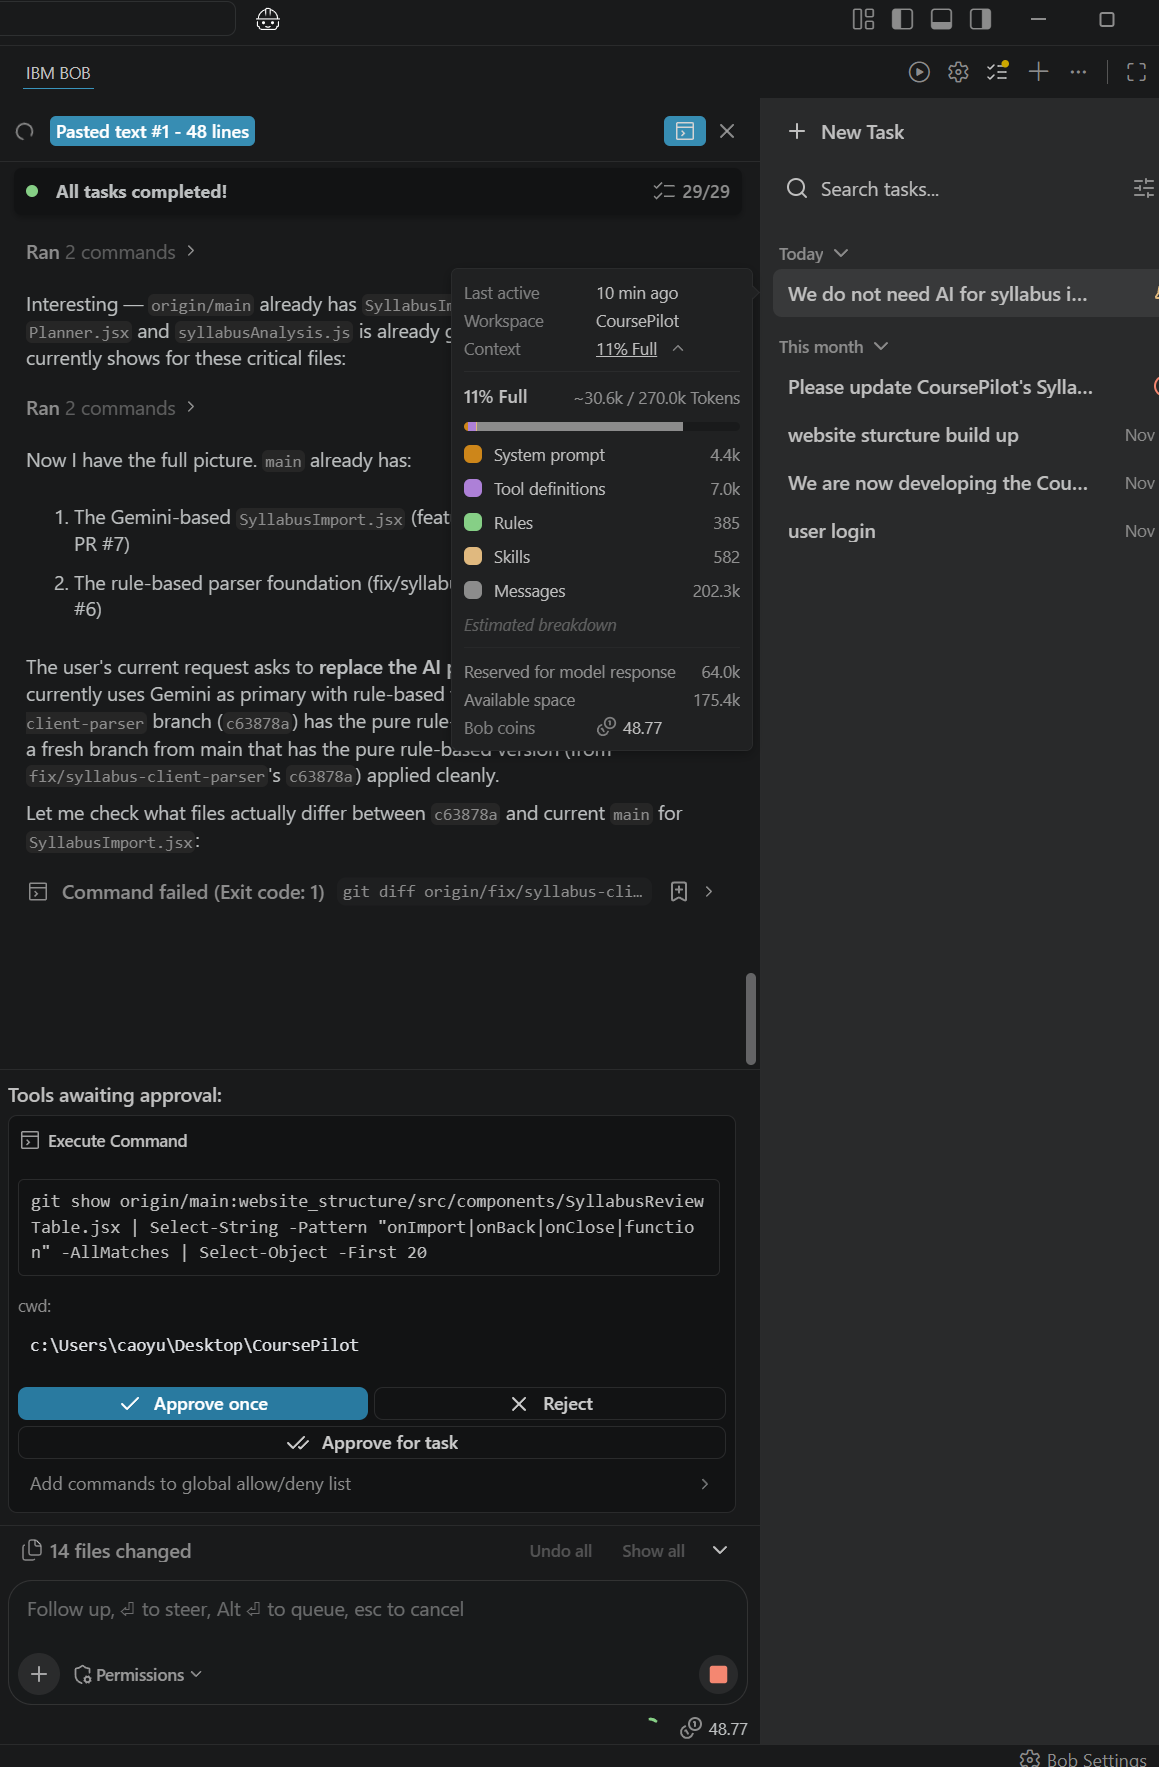 IBM BOB
Pasted text #1 - 48 lines
All tasks completed!
29/29
Ran 2 commands
Interesting — origin/main already has SyllabusIm
Planner.jsx and syllabusAnalysis.js is already g
currently shows for these critical files:
Ran 2 commands
Now I have the full picture. main already has:
1. The Gemini-based SyllabusImport.jsx (feat
PR #7)
2. The rule-based parser foundation (fix/syllab
#6)
The user's current request asks to replace the AI p
currently uses Gemini as primary with rule-based
client-parser branch (c63878a) has the pure rule-
a fresh branch from main that has the pure rule-based version (from
fix/syllabus-client-parser's c63878a) applied cleanly.
Let me check what files actually differ between c63878a and current main for
SyllabusImport.jsx:
Command failed (Exit code: 1) git diff origin/fix/syllabus-cli...
Last active 10 min ago
Workspace CoursePilot
Context 11% Full
11% Full ~30.6k / 270.0k Tokens
System prompt 4.4k
Tool definitions 7.0k
Rules 385
Skills 582
Messages 202.3k
Estimated breakdown
Reserved for model response 64.0k
Available space 175.4k
Bob coins 48.77
Tools awaiting approval:
Execute Command
git show origin/main:website_structure/src/components/SyllabusReview
Table.jsx | Select-String -Pattern "onImport|onBack|onClose|functio
n" -AllMatches | Select-Object -First 20
cwd:
c:\Users\caoyu\Desktop\CoursePilot
Approve once
Reject
Approve for task
Add commands to global allow/deny list
14 files changed
Undo all
Show all
Follow up, ⏎ to steer, Alt ⏎ to queue, esc to cancel
Permissions
48.77
New Task
Search tasks...
Today
We do not need AI for syllabus i...
This month
Please update CoursePilot's Sylla...
website sturcture build up Nov
We are now developing the Cou... Nov
user login Nov
Bob Settings